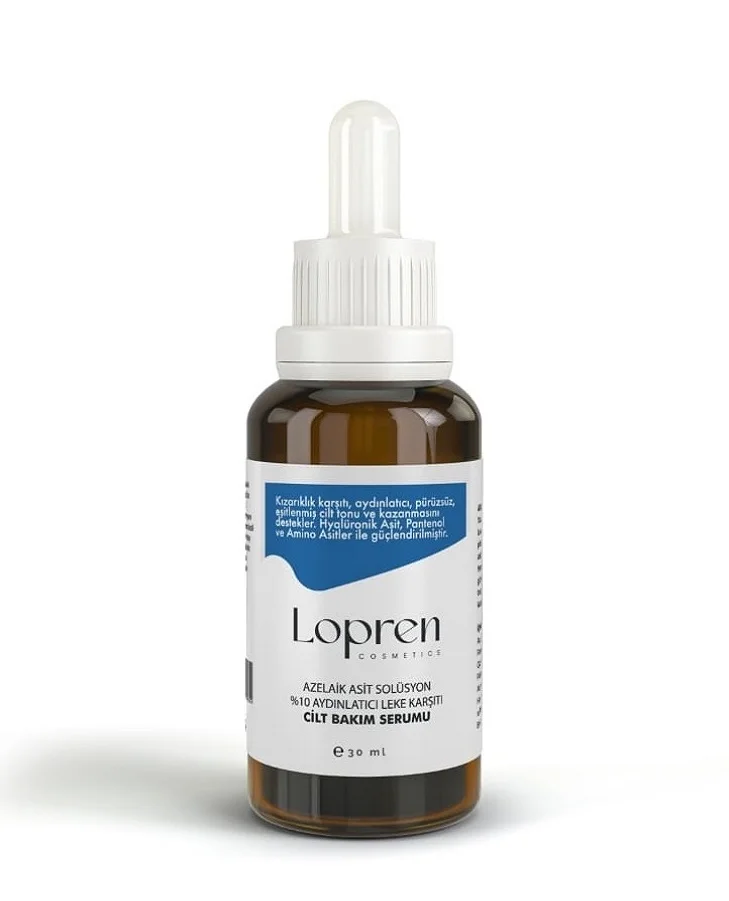 Kızarıklık karşıtı, aydınlatıcı, pürüzsüz,
eşitlenmiş cilt tonu ve kazanmasını
destekler. Hyalüronik Asit, Pantenol
ve Amino Asitler ile güçlendirilmiştir.
Lopren
COSMETICS
AZELAİK ASİT SOLÜSYON
%10 AYDINLATICI LEKE KARŞITI
CİLT BAKIM SERUMU
e 30 ml